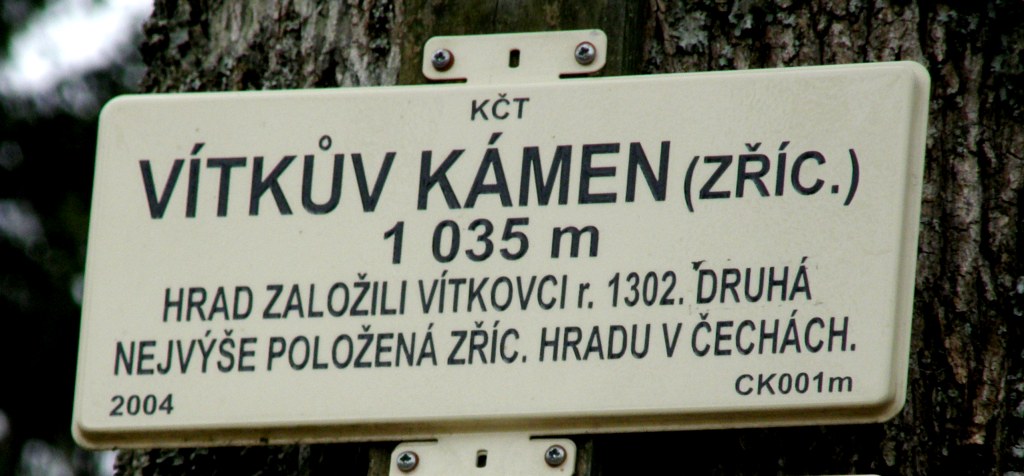 KČT
VÍTKŮV KÁMEN (ZŘÍC.)
1 035 m
HRAD ZALOŽILI VÍTKOVCI r. 1302. DRUHÁ
NEJVÝŠE POLOŽENÁ ZŘÍC. HRADU V ČECHÁCH.
2004 CK001m